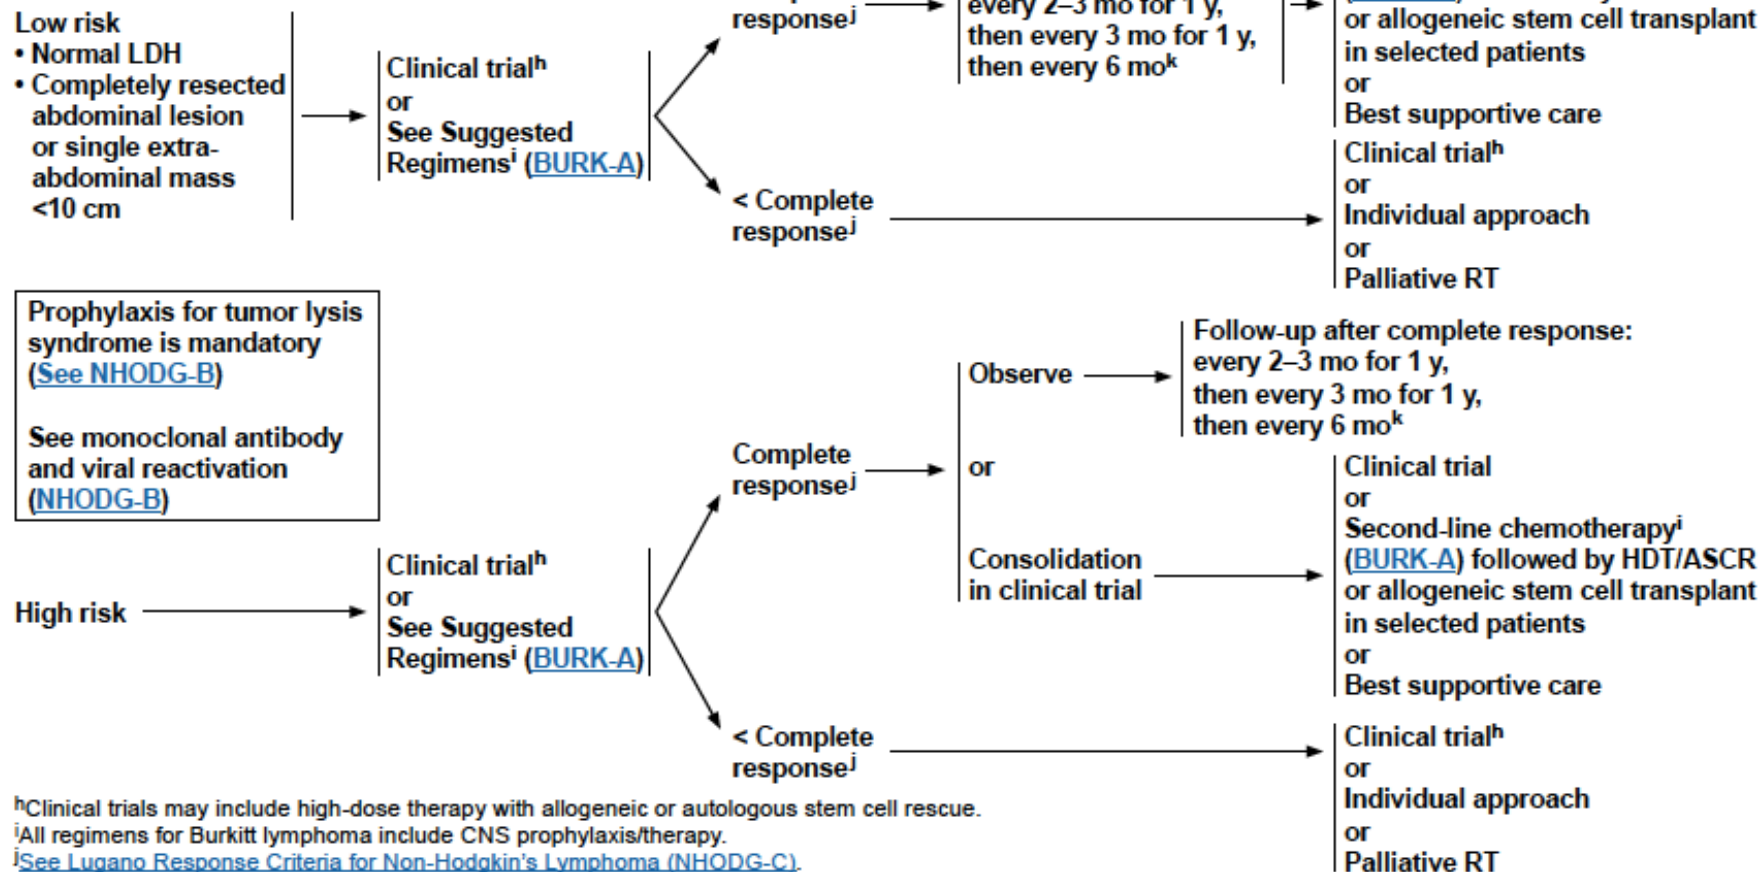 Low risk
• Normal LDH
• Completely resected
abdominal lesion
or single extra-
abdominal mass
<10 cm
Clinical trialʰ
or
See Suggested
Regimensⁱ (BURK-A)
responseʲ
every 2–3 mo for 1 y,
then every 3 mo for 1 y,
then every 6 moᵏ
or allogeneic stem cell transplant
in selected patients
or
Best supportive care
< Complete
responseʲ
Clinical trialʰ
or
Individual approach
or
Palliative RT
Prophylaxis for tumor lysis
syndrome is mandatory
(See NHODG-B)
See monoclonal antibody
and viral reactivation
(NHODG-B)
High risk
Clinical trialʰ
or
See Suggested
Regimensⁱ (BURK-A)
Complete
responseʲ
Observe
or
Consolidation
in clinical trial
Follow-up after complete response:
every 2–3 mo for 1 y,
then every 3 mo for 1 y,
then every 6 moᵏ
Clinical trial
or
Second-line chemotherapyⁱ
(BURK-A) followed by HDT/ASCR
or allogeneic stem cell transplant
in selected patients
or
Best supportive care
< Complete
responseʲ
Clinical trialʰ
or
Individual approach
or
Palliative RT
ʰClinical trials may include high-dose therapy with allogeneic or autologous stem cell rescue.
ⁱAll regimens for Burkitt lymphoma include CNS prophylaxis/therapy.
ʲSee Lugano Response Criteria for Non-Hodgkin's Lymphoma (NHODG-C).